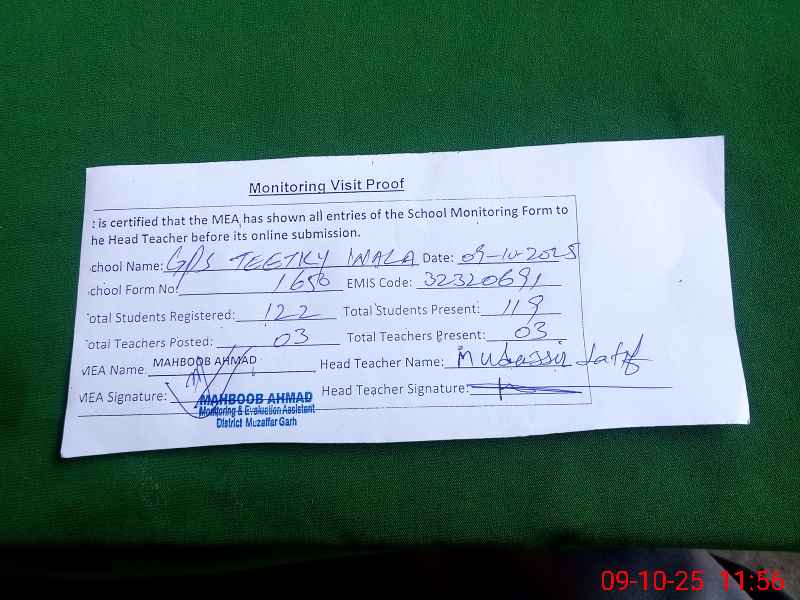 Monitoring Visit Proof
t is certified that the MEA has shown all entries of the School Monitoring Form to
he Head Teacher before its online submission.
chool Name: GPS TEETRY WALA Date: 09-10-2025
chool Form No: 1650 EMIS Code: 32320691
otal Students Registered: 122 Total Students Present: 119
otal Teachers Posted: 03 Total Teachers Present: 03
MEA Name. MAHBOOB AHMAD Head Teacher Name: Mubassir Latif
MEA Signature: Head Teacher Signature:
MAHBOOB AHMAD
Monitoring & Evaluation Assistant
District Muzaffar Garh
09-10-25 11:56